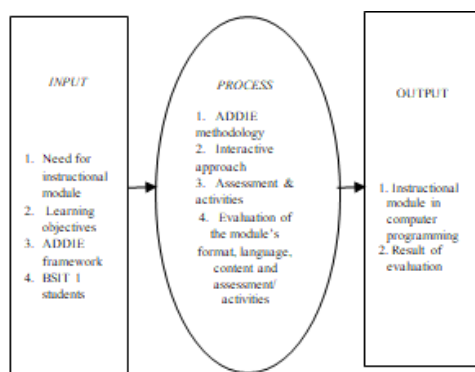 INPUT
1. Need for
instructional
module
2. Learning
objectives
3. ADDIE
framework
4. BSIT 1
students
PROCESS
1. ADDIE
methodology
2. Interactive
approach
3. Assessment &
activities
4. Evaluation of
the module's
format, language,
content and
assessment/
activities
OUTPUT
1. Instructional
module in
computer
programming
2. Result of
evaluation